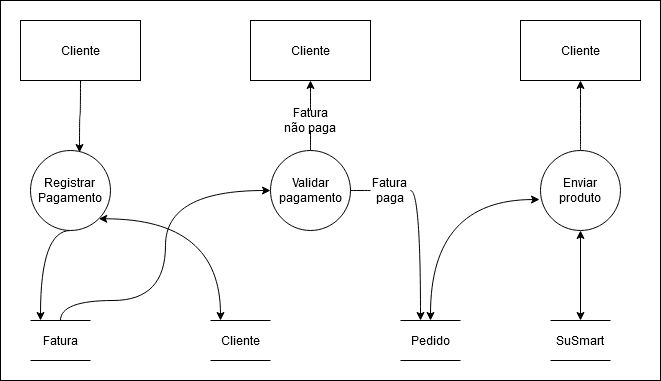 Cliente
Cliente
Cliente
Fatura
não paga
Registrar
Pagamento
Validar
pagamento
Fatura
paga
Enviar
produto
Fatura
Cliente
Pedido
SuSmart